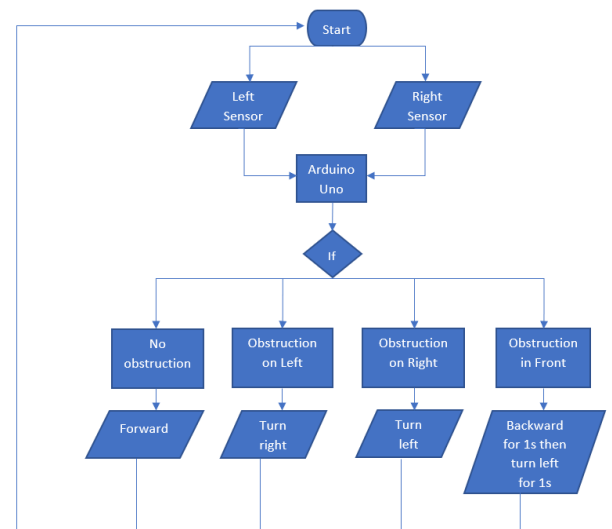 Start
Left
Sensor
Right
Sensor
Arduino
Uno
If
No
obstruction
Obstruction
on Left
Obstruction
on Right
Obstruction
in Front
Forward
Turn
right
Turn
left
Backward
for 1s then
turn left
for 1s